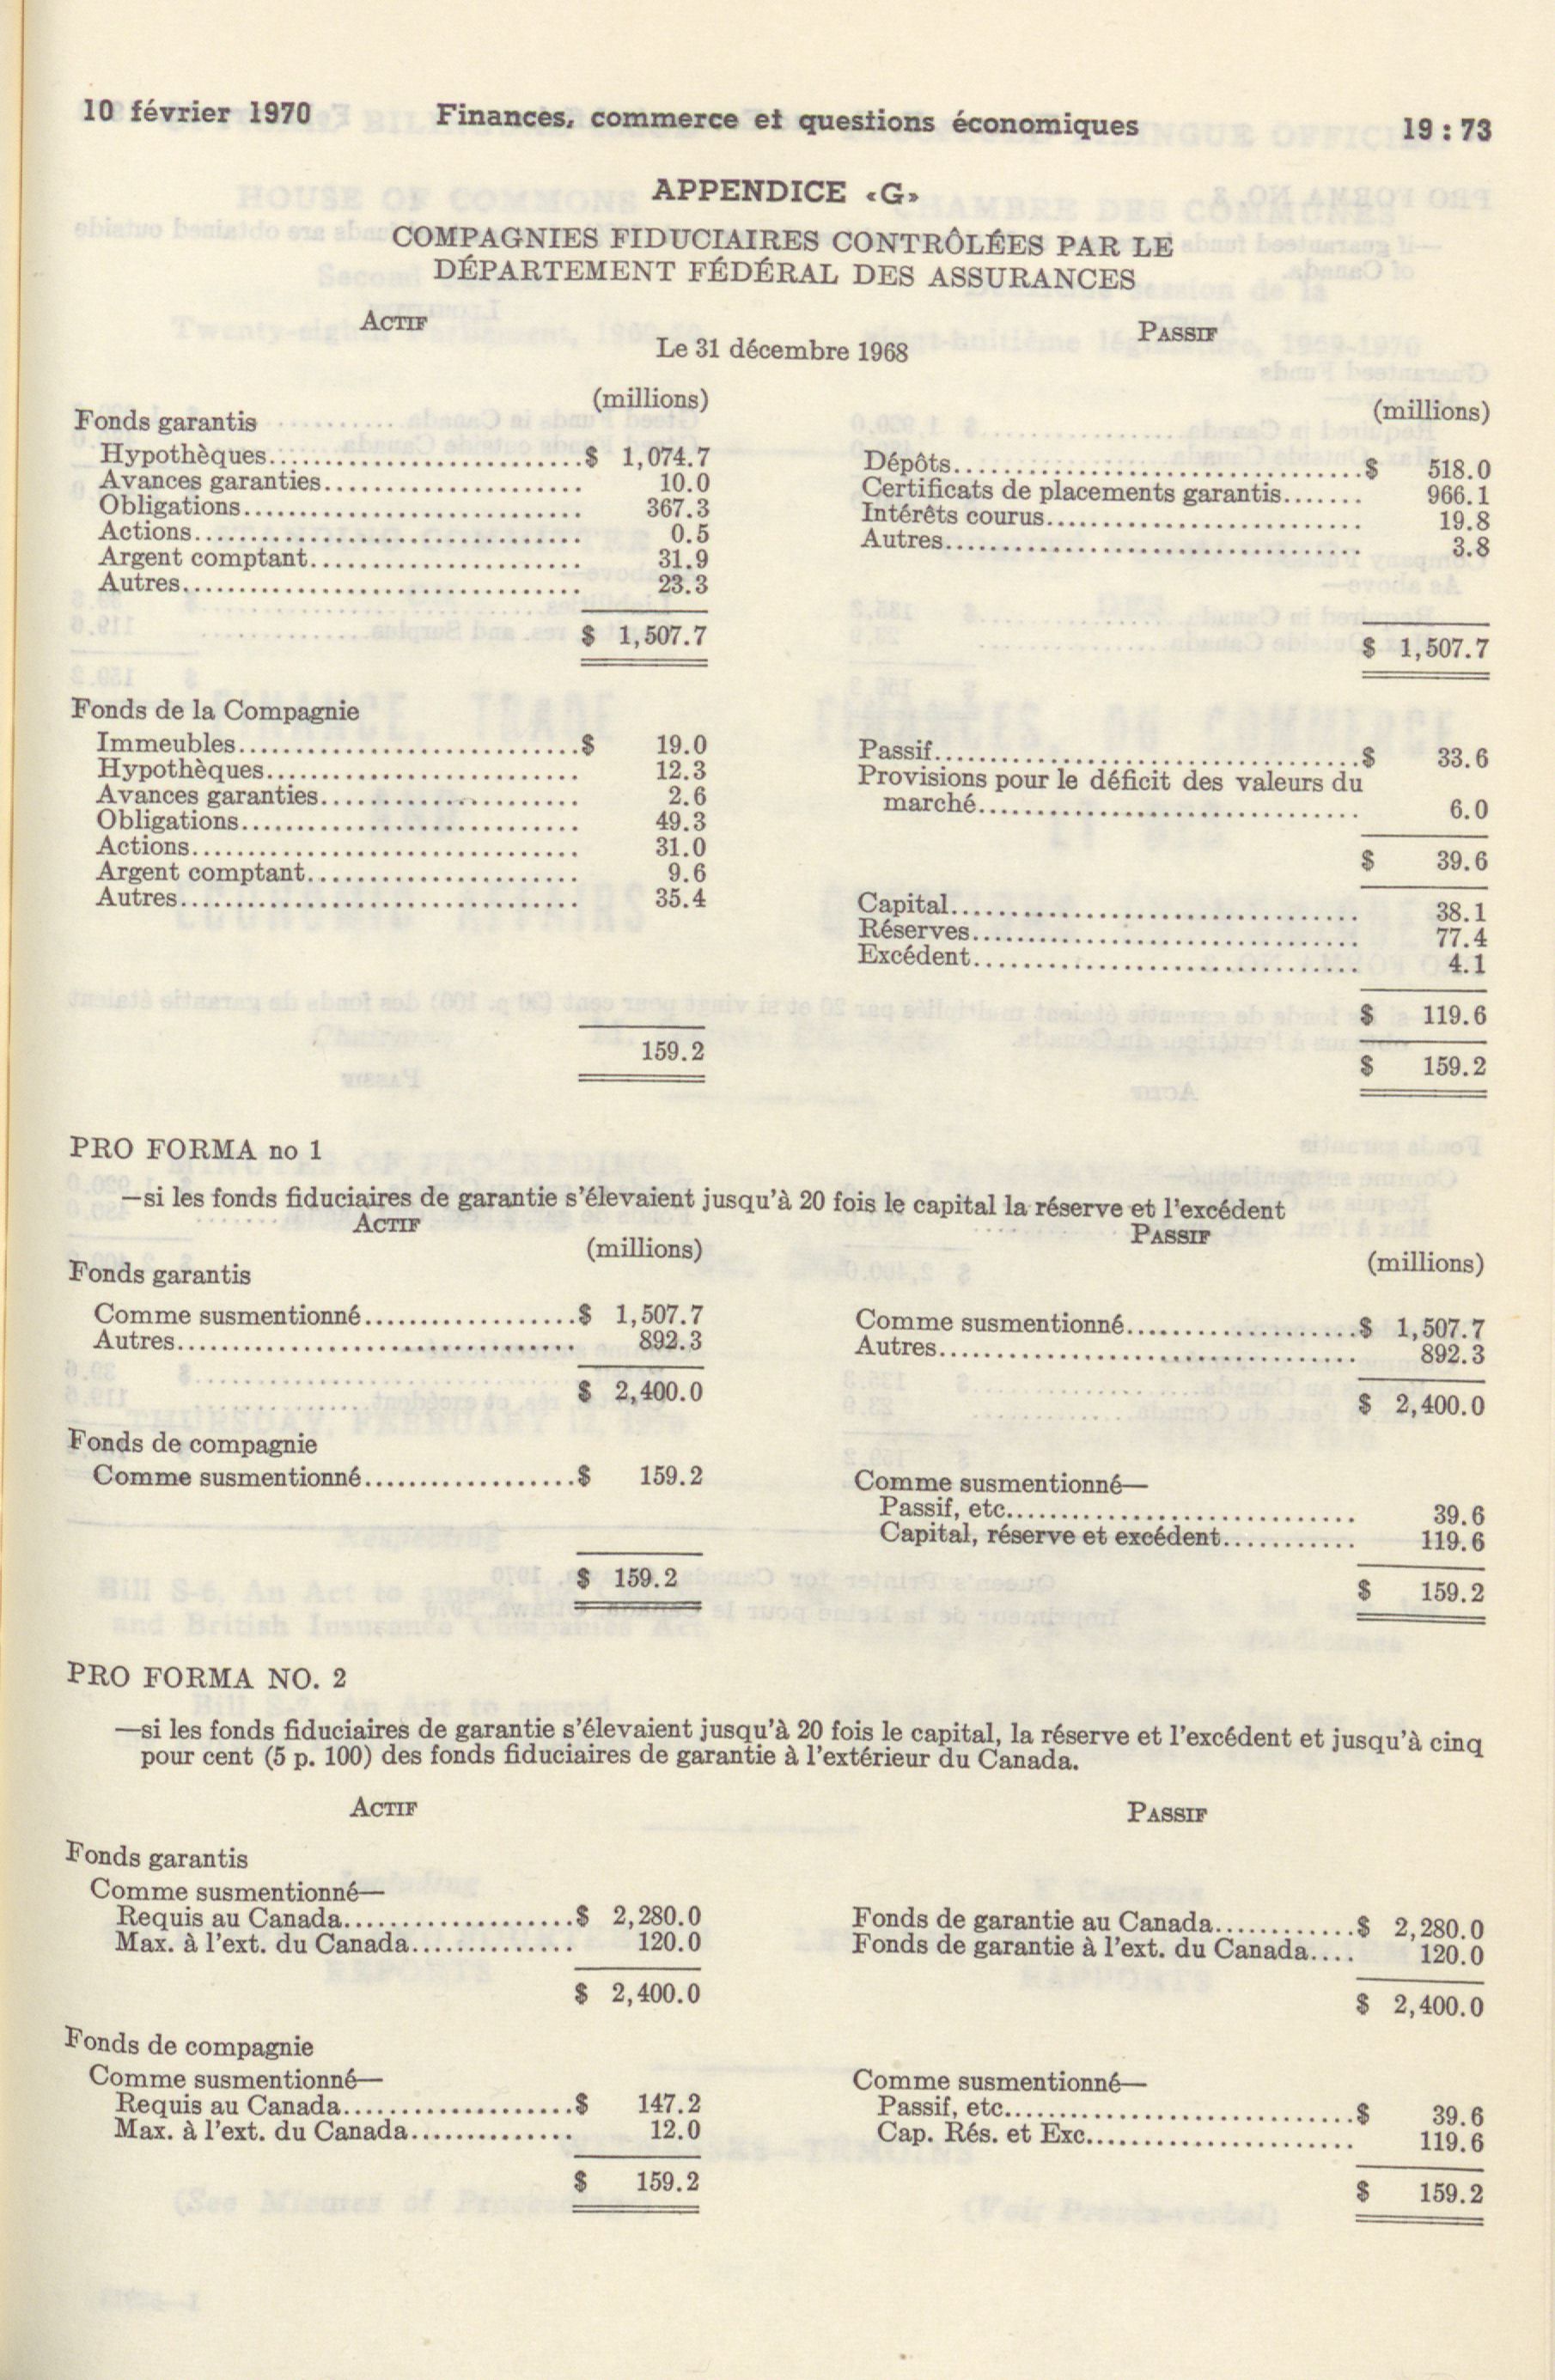 10 février 1970 Finances, commerce et questions économiques 19 : 73
APPENDICE «G»
COMPAGNIES FIDUCIAIRES CONTRÔLÉES PAR LE
DÉPARTEMENT FÉDÉRAL DES ASSURANCES
ACTIF PASSIF
Le 31 décembre 1968
(millions) (millions)
Fonds garantis
Hypothèques $ 1,074.7 Dépôts $ 518.0
Avances garanties 10.0 Certificats de placements garantis 966.1
Obligations 367.3 Intérêts courus 19.8
Actions 0.5 Autres 3.8
Argent comptant 31.9
Autres 23.3
$ 1,507.7 $ 1,507.7
Fonds de la Compagnie
Immeubles $ 19.0 Passif $ 33.6
Hypothèques 12.3 Provisions pour le déficit des valeurs du
Avances garanties 2.6 marché 6.0
Obligations 49.3
Actions 31.0 $ 39.6
Argent comptant 9.6
Autres 35.4 Capital 38.1
Réserves 77.4
Excédent 4.1
$ 119.6
159.2 $ 159.2
PRO FORMA no 1
—si les fonds fiduciaires de garantie s'élevaient jusqu'à 20 fois le capital la réserve et l'excédent
ACTIF PASSIF
(millions) (millions)
Fonds garantis
Comme susmentionné $ 1,507.7 Comme susmentionné $ 1,507.7
Autres 892.3 Autres 892.3
$ 2,400.0 $ 2,400.0
Fonds de compagnie
Comme susmentionné $ 159.2 Comme susmentionné—
Passif, etc. 39.6
Capital, réserve et excédent 119.6
$ 159.2 $ 159.2
PRO FORMA NO. 2
—si les fonds fiduciaires de garantie s'élevaient jusqu'à 20 fois le capital, la réserve et l'excédent et jusqu'à cinq
pour cent (5 p. 100) des fonds fiduciaires de garantie à l'extérieur du Canada.
ACTIF PASSIF
Fonds garantis
Comme susmentionné—
Requis au Canada $ 2,280.0 Fonds de garantie au Canada $ 2,280.0
Max. à l'ext. du Canada 120.0 Fonds de garantie à l'ext. du Canada 120.0
$ 2,400.0 $ 2,400.0
Fonds de compagnie
Comme susmentionné— Comme susmentionné—
Requis au Canada $ 147.2 Passif, etc. $ 39.6
Max. à l'ext. du Canada 12.0 Cap. Rés. et Exc. 119.6
$ 159.2 $ 159.2